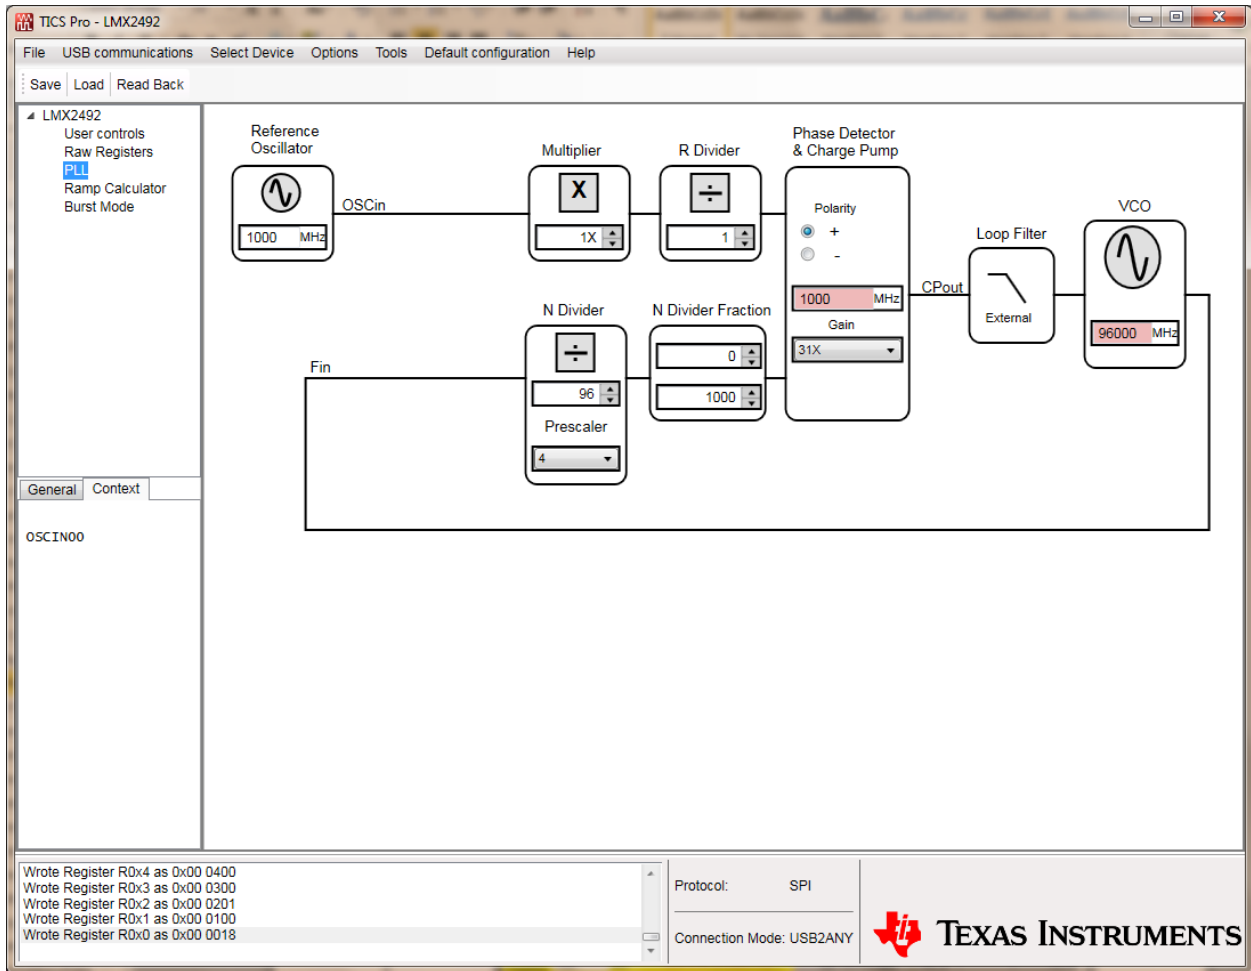 TICS Pro - LMX2492
File USB communications Select Device Options Tools Default configuration Help
Save Load Read Back
LMX2492
User controls
Raw Registers
PLL
Ramp Calculator
Burst Mode
General Context
OSCINOO
Reference
Oscillator
1000 MHz
OSCin
Multiplier
X
1X
R Divider
1
Phase Detector
& Charge Pump
Polarity
+
-
1000 MHz
Gain
31X
CPout
Loop Filter
External
VCO
96000 MHz
Fin
N Divider
96
Prescaler
4
N Divider Fraction
0
1000
Wrote Register R0x4 as 0x00 0400
Wrote Register R0x3 as 0x00 0300
Wrote Register R0x2 as 0x00 0201
Wrote Register R0x1 as 0x00 0100
Wrote Register R0x0 as 0x00 0018
Protocol: SPI
Connection Mode: USB2ANY
TEXAS INSTRUMENTS